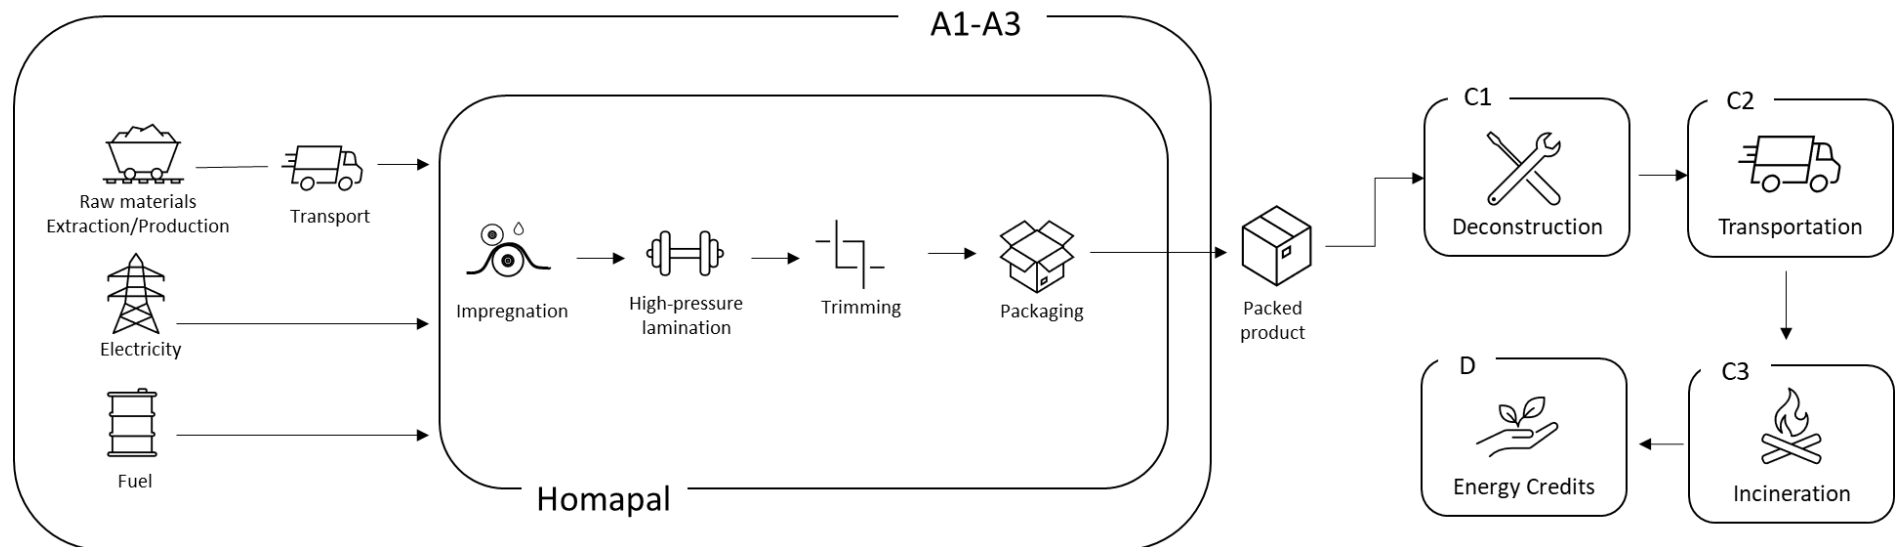 A1-A3
Raw materials
Extraction/Production
Transport
Electricity
Fuel
Impregnation
High-pressure
lamination
Trimming
Packaging
Homapal
Packed
product
C1
Deconstruction
C2
Transportation
D
Energy Credits
C3
Incineration